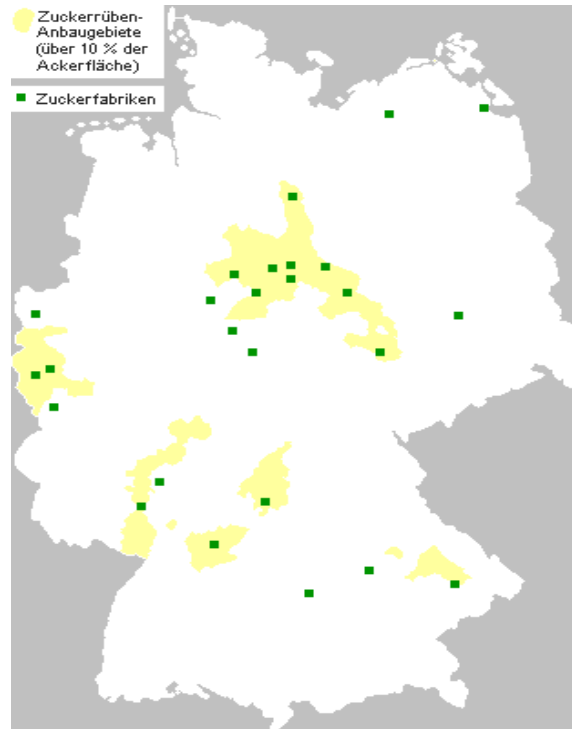 Zuckerrüben-
Anbaugebiete
(über 10 % der
Ackerfläche)
Zuckerfabriken